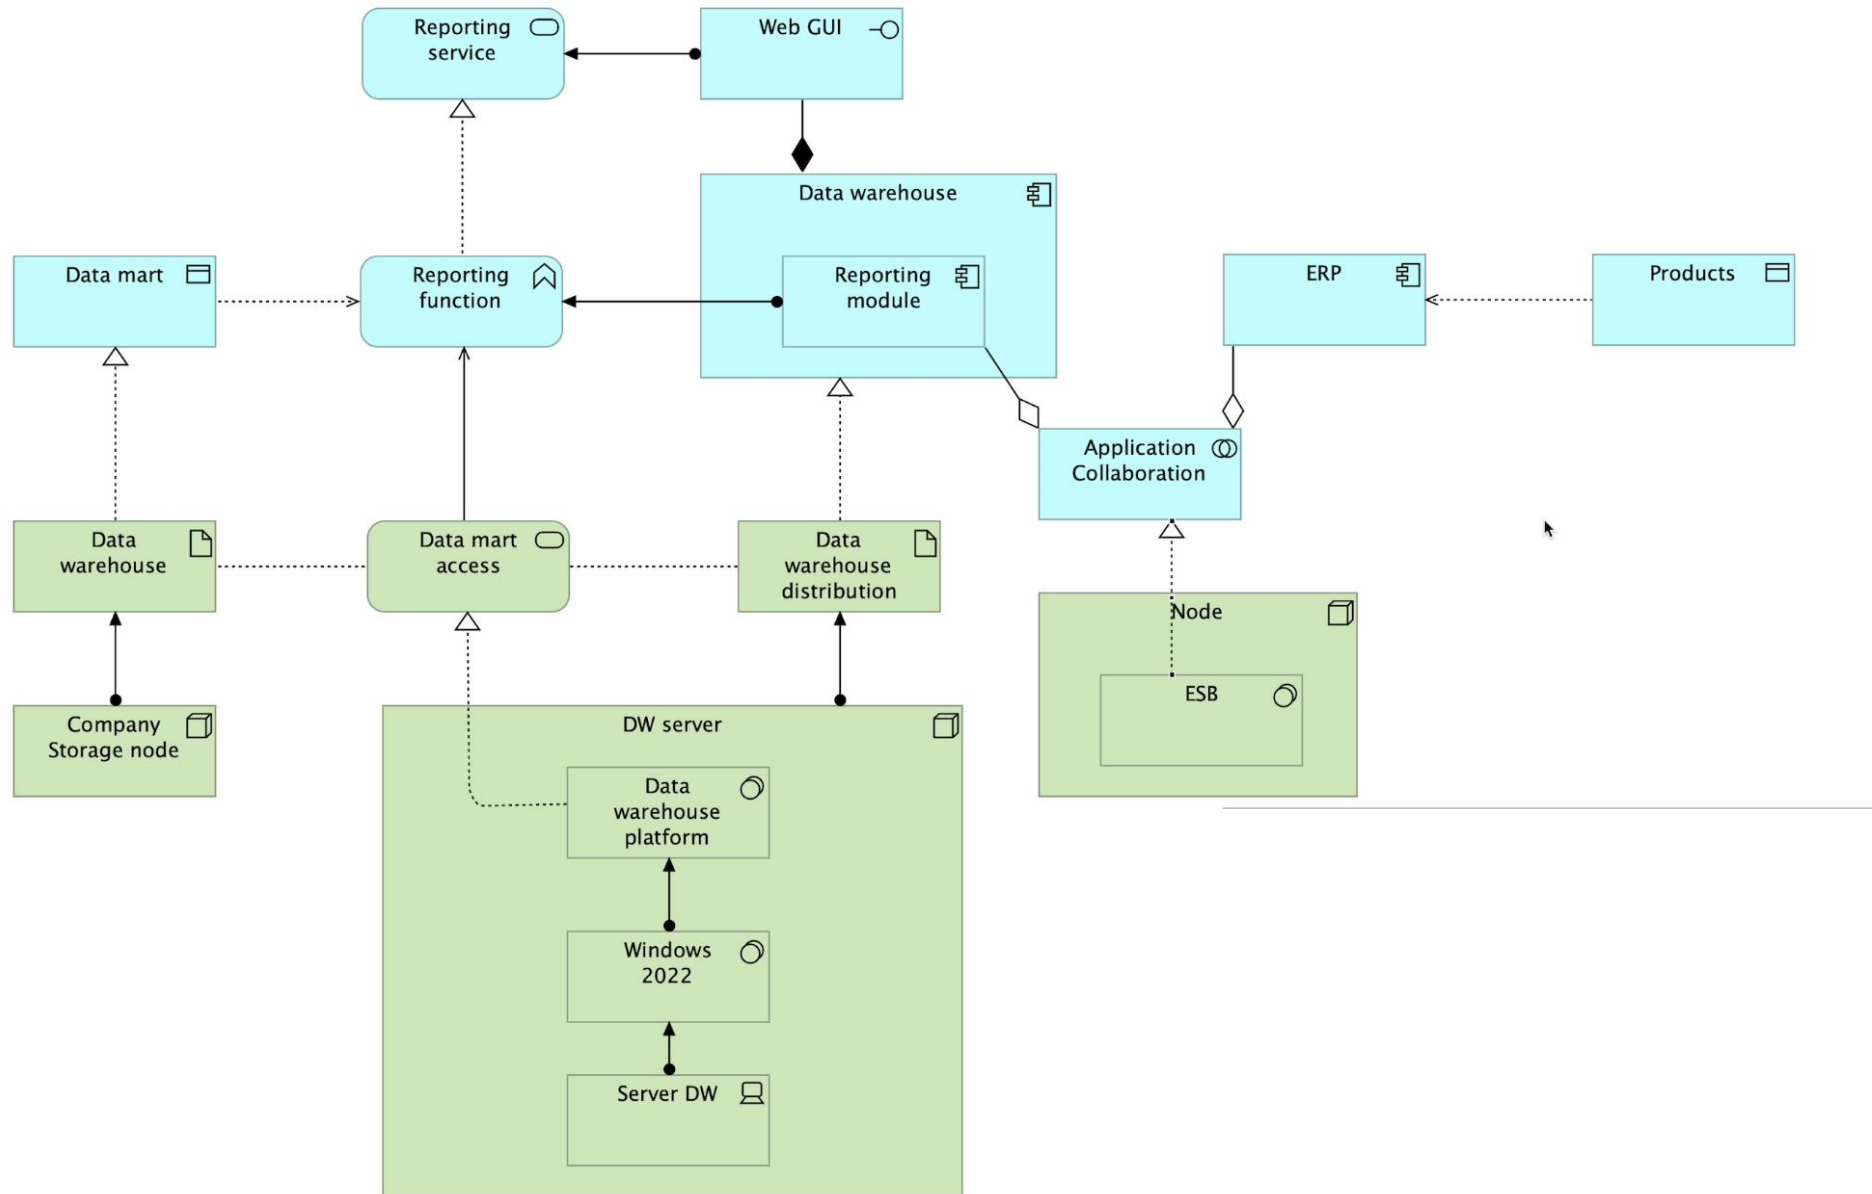 Reporting
service
Web GUI
Data warehouse
Data mart
Reporting
function
Reporting
module
ERP
Products
Application
Collaboration
Data
warehouse
Data mart
access
Data
warehouse
distribution
Node
ESB
Company
Storage node
DW server
Data
warehouse
platform
Windows
2022
Server DW